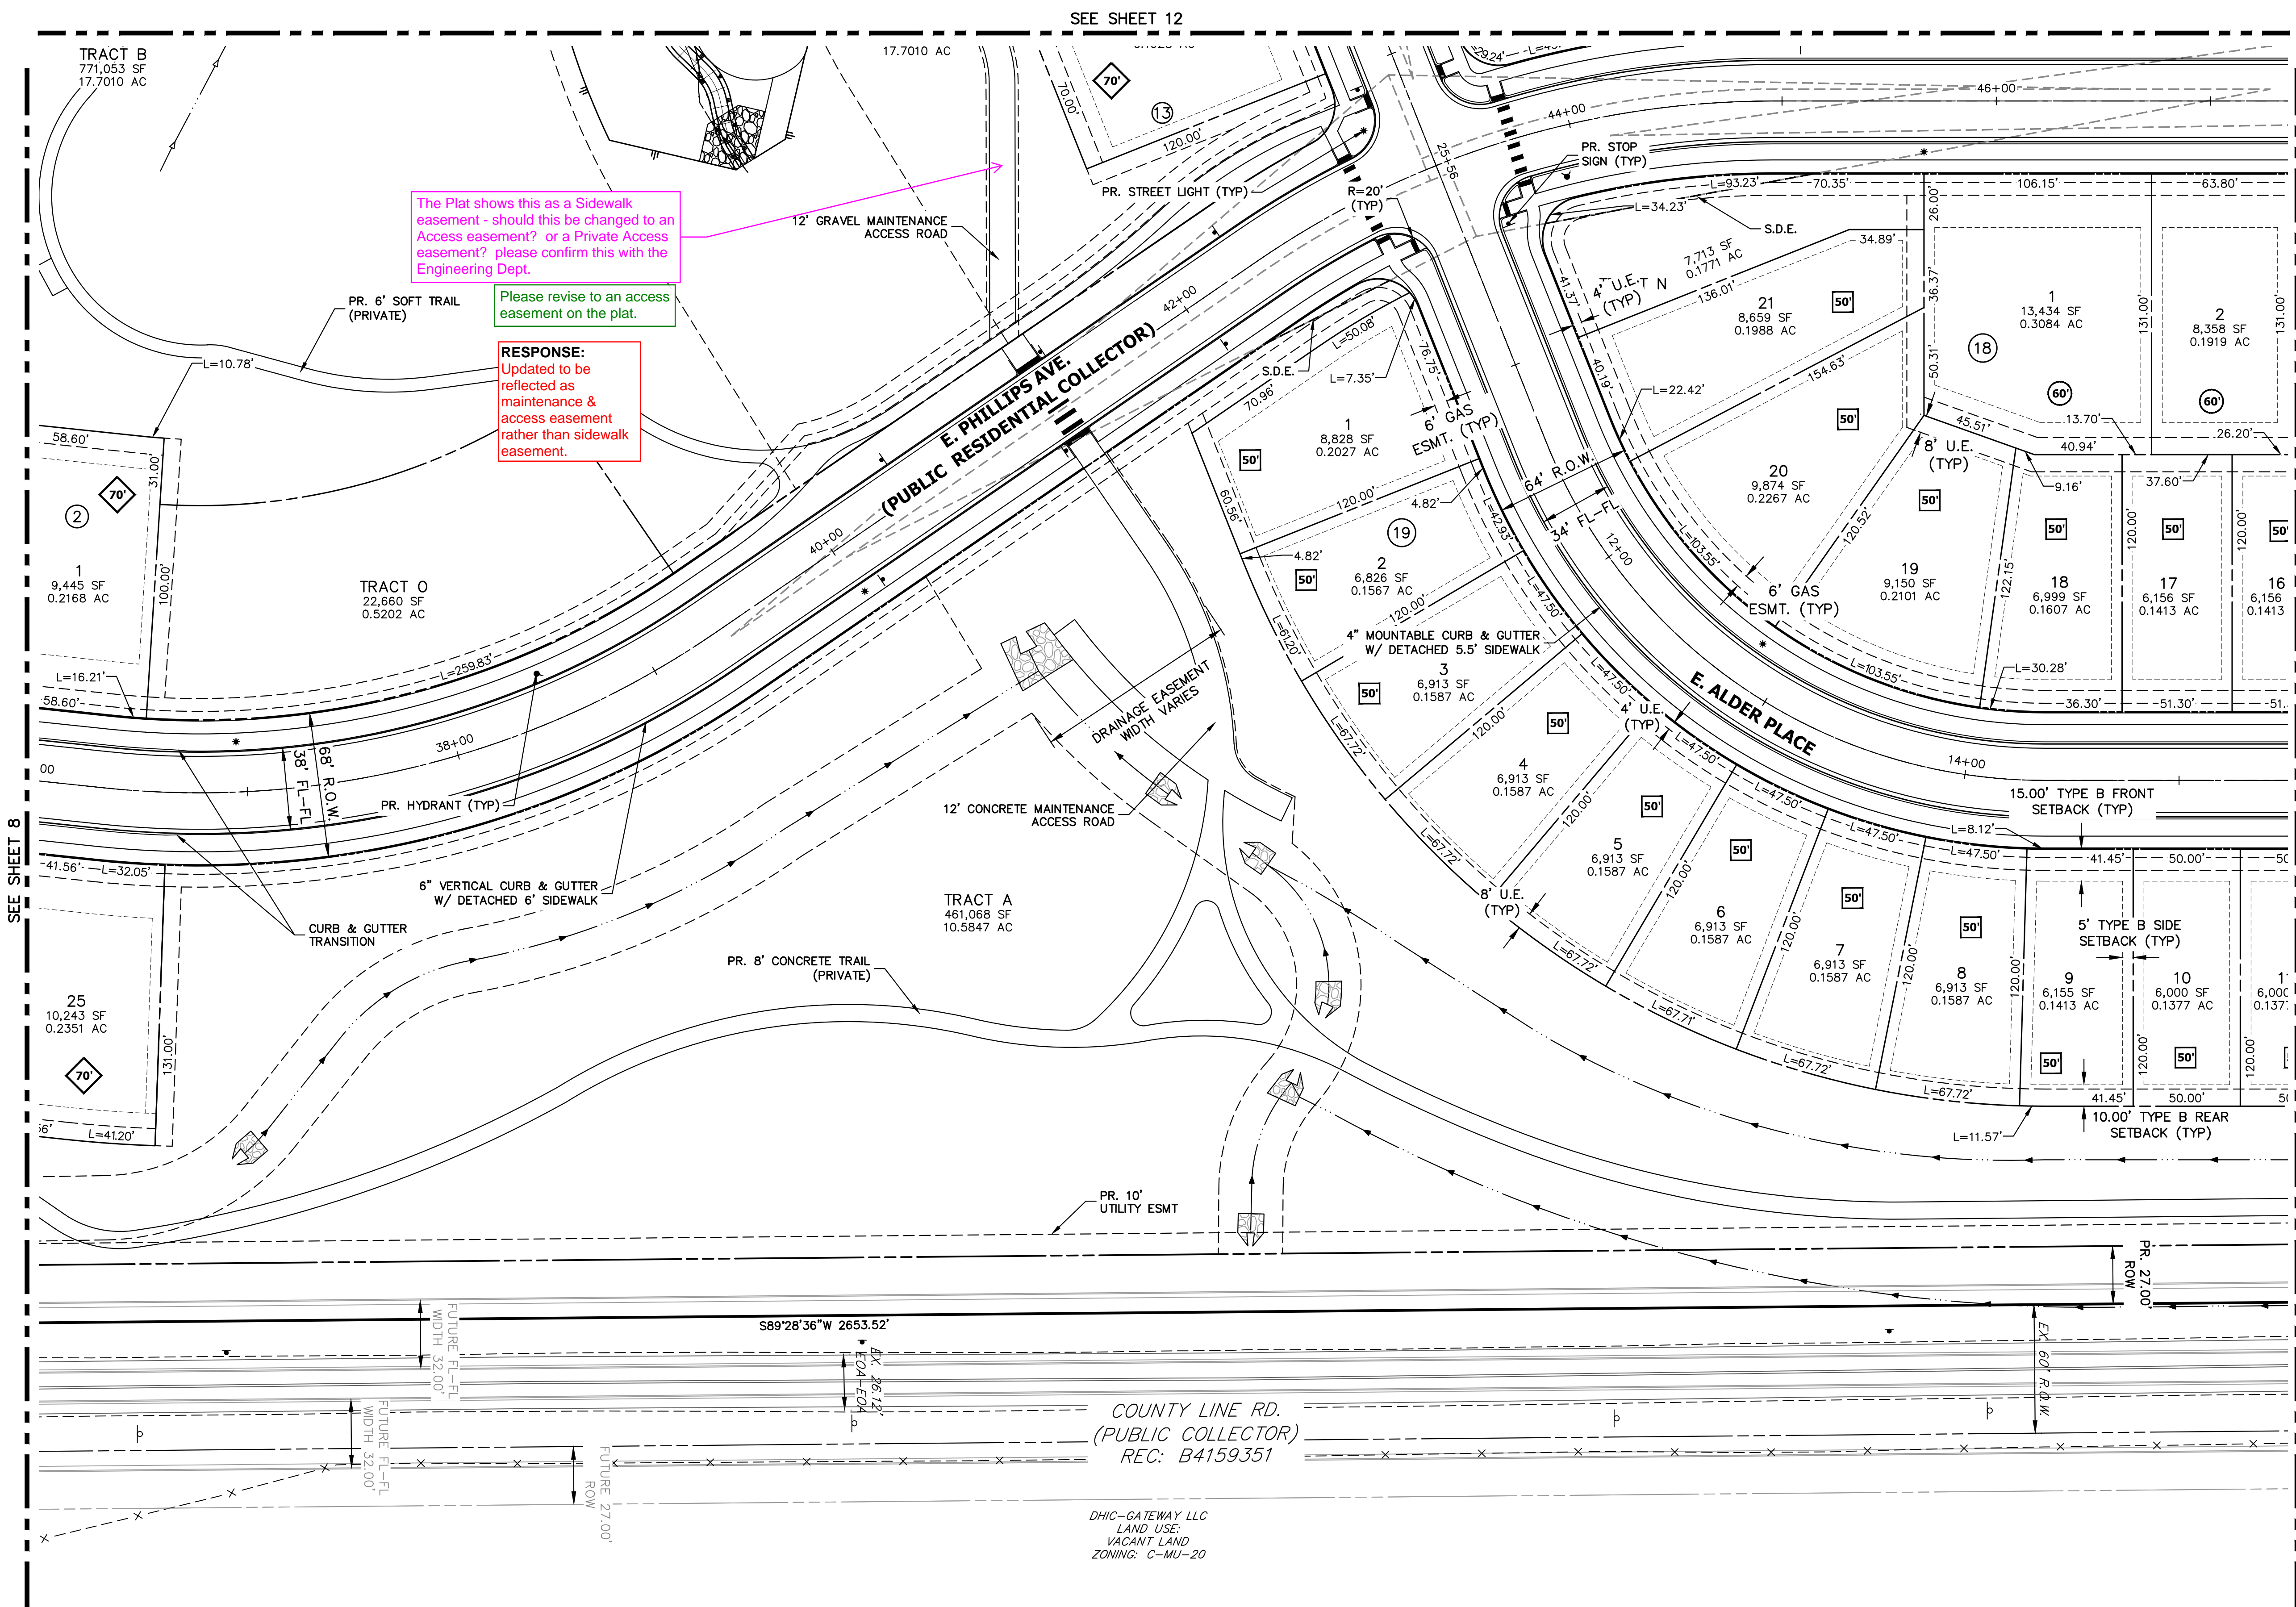 SEE SHEET 12
TRACT B
771,053 SF
17.7010 AC
17.7010 AC
70.00'
70'
13
120.00'
29.24'
46+00
44+00
25+56
PR. STOP
SIGN (TYP)
PR. STREET LIGHT (TYP)
R=20'
(TYP)
L=93.23'
70.35'
106.15'
63.80'
L=34.23'
S.D.E.
34.89'
26.00'
The Plat shows this as a Sidewalk
easement - should this be changed to an
Access easement?  or a Private Access
easement?  please confirm this with the
Engineering Dept.
12' GRAVEL MAINTENANCE
ACCESS ROAD
Please revise to an access
easement on the plat.
RESPONSE:
Updated to be
reflected as
maintenance &
access easement
rather than sidewalk
easement.
PR. 6' SOFT TRAIL
(PRIVATE)
L=10.78'
42+00
E. PHILLIPS AVE.
(PUBLIC RESIDENTIAL COLLECTOR)
40+00
7,713 SF
0.1771 AC
4' U.E.
T N
(TYP)
41.37'
136.01'
21
8,659 SF
0.1988 AC
50'
36.37'
1
13,434 SF
0.3084 AC
131.00'
2
8,358 SF
0.1919 AC
131.00'
18
60'
60'
50.31'
40.19'
L=22.42'
154.63'
50'
45.51'
13.70'
40.94'
26.20'
8' U.E.
(TYP)
9.16'
37.60'
20
9,874 SF
0.2267 AC
120.52'
50'
50'
50'
50'
S.D.E.
L=50.08'
L=7.35'
76.75'
70.96'
1
8,828 SF
0.2027 AC
50'
6' GAS
ESMT. (TYP)
60.56'
120.00'
4.82'
L=42.93'
64' R.O.W.
34' FL-FL
12+00
L=103.55'
19
4.82'
2
6,826 SF
0.1567 AC
50'
120.00'
L=61.20'
L=47.50'
6' GAS
ESMT. (TYP)
19
9,150 SF
0.2101 AC
122.15'
18
6,999 SF
0.1607 AC
120.00'
17
6,156 SF
0.1413 AC
120.00'
16
6,156
0.1413
L=103.55'
L=30.28'
36.30'
51.30'
51.
4" MOUNTABLE CURB & GUTTER
W/ DETACHED 5.5' SIDEWALK
3
6,913 SF
0.1587 AC
50'
L=47.50'
E. ALDER PLACE
58.60'
31.00'
70'
2
1
9,445 SF
0.2168 AC
100.00'
TRACT O
22,660 SF
0.5202 AC
L=259.83'
L=16.21'
58.60'
38+00
00
38' FL-FL
68' R.O.W.
PR. HYDRANT (TYP)
DRAINAGE EASEMENT
WIDTH VARIES
12' CONCRETE MAINTENANCE
ACCESS ROAD
L=67.72'
120.00'
4' U.E.
(TYP)
50'
4
6,913 SF
0.1587 AC
L=47.50'
L=47.50'
14+00
15.00' TYPE B FRONT
SETBACK (TYP)
L=67.72'
120.00'
5
6,913 SF
0.1587 AC
50'
L=47.50'
L=8.12'
L=47.50'
41.45'
50.00'
50
SEE SHEET 8
41.56'
L=32.05'
6" VERTICAL CURB & GUTTER
W/ DETACHED 6' SIDEWALK
CURB & GUTTER
TRANSITION
TRACT A
461,068 SF
10.5847 AC
PR. 8' CONCRETE TRAIL
(PRIVATE)
8' U.E.
(TYP)
120.00'
50'
6
6,913 SF
0.1587 AC
120.00'
50'
7
6,913 SF
0.1587 AC
120.00'
50'
8
6,913 SF
0.1587 AC
120.00'
5' TYPE B SIDE
SETBACK (TYP)
9
6,155 SF
0.1413 AC
50'
120.00'
10
6,000 SF
0.1377 AC
50'
120.00'
6,000
0.1377
L=67.72'
L=67.71'
L=67.72'
L=67.72'
41.45'
50.00'
50
L=11.57'
10.00' TYPE B REAR
SETBACK (TYP)
25
10,243 SF
0.2351 AC
70'
131.00'
56'
L=41.20'
PR. 10'
UTILITY ESMT
PR. 27.00'
ROW
S89°28'36"W 2653.52'
FUTURE FL-FL
WIDTH 32.00'
EX. 26.12'
EOA-EOA
EX. 60' R.O.W.
FUTURE FL-FL
WIDTH 32.00'
FUTURE 27.00'
ROW
COUNTY LINE RD.
(PUBLIC COLLECTOR)
REC: B4159351
DHIC-GATEWAY LLC
LAND USE:
VACANT LAND
ZONING: C-MU-20